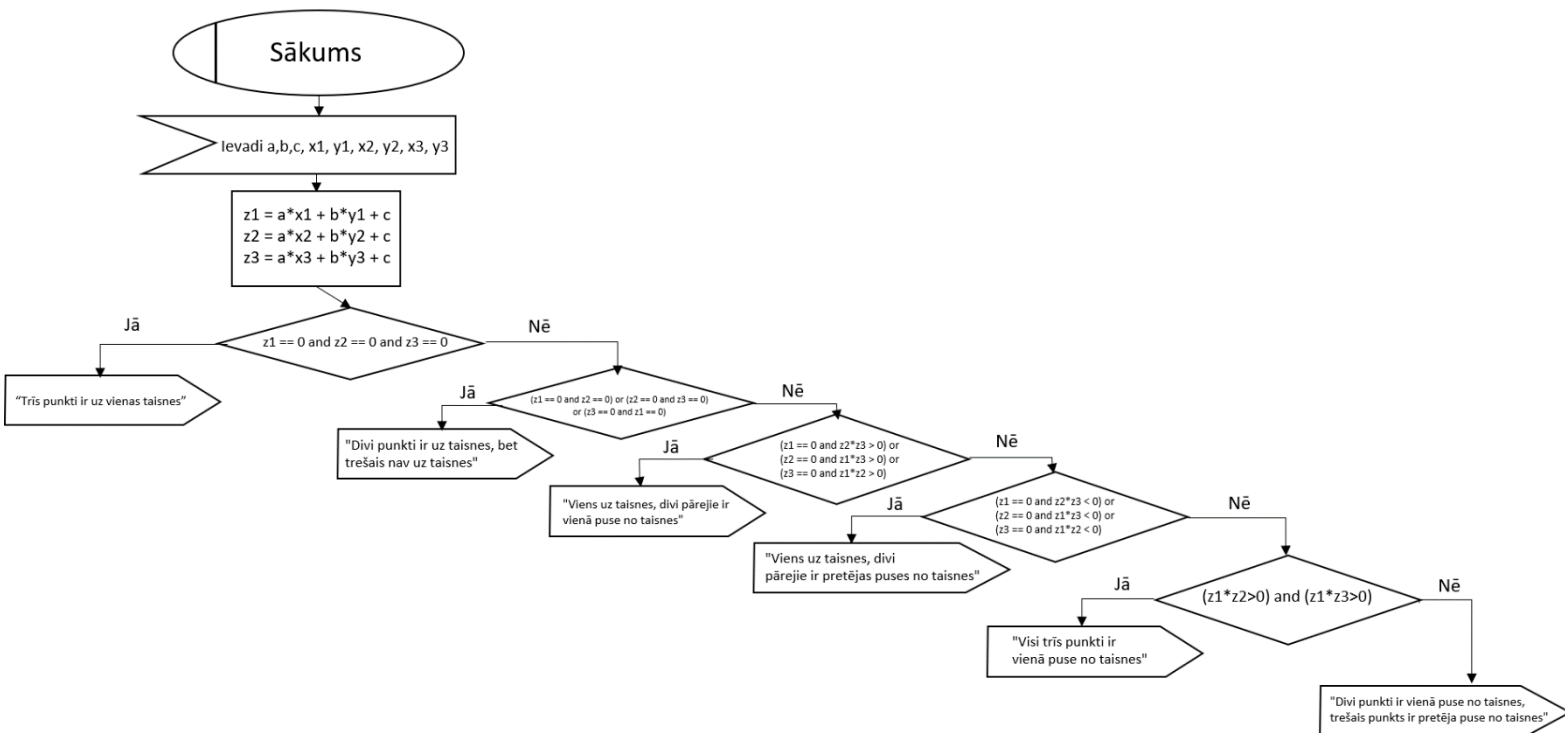 Sākums
Ievadi a,b,c, x1, y1, x2, y2, x3, y3
z1 = a*x1 + b*y1 + c
z2 = a*x2 + b*y2 + c
z3 = a*x3 + b*y3 + c
Jā
z1 == 0 and z2 == 0 and z3 == 0
Nē
“Trīs punkti ir uz vienas taisnes”
Jā
(z1 == 0 and z2 == 0) or (z2 == 0 and z3 == 0)
or (z3 == 0 and z1 == 0)
Nē
"Divi punkti ir uz taisnes, bet
trešais nav uz taisnes"
Jā
(z1 == 0 and z2*z3 > 0) or
(z2 == 0 and z1*z3 > 0) or
(z3 == 0 and z1*z2 > 0)
Nē
"Viens uz taisnes, divi pārejie ir
vienā puse no taisnes"
Jā
(z1 == 0 and z2*z3 < 0) or
(z2 == 0 and z1*z3 < 0) or
(z3 == 0 and z1*z2 < 0)
Nē
"Viens uz taisnes, divi
pārejie ir pretējas puses no taisnes"
Jā
(z1*z2>0) and (z1*z3>0)
Nē
"Visi trīs punkti ir
vienā puse no taisnes"
"Divi punkti ir vienā puse no taisnes,
trešais punkts ir pretēja puse no taisnes"